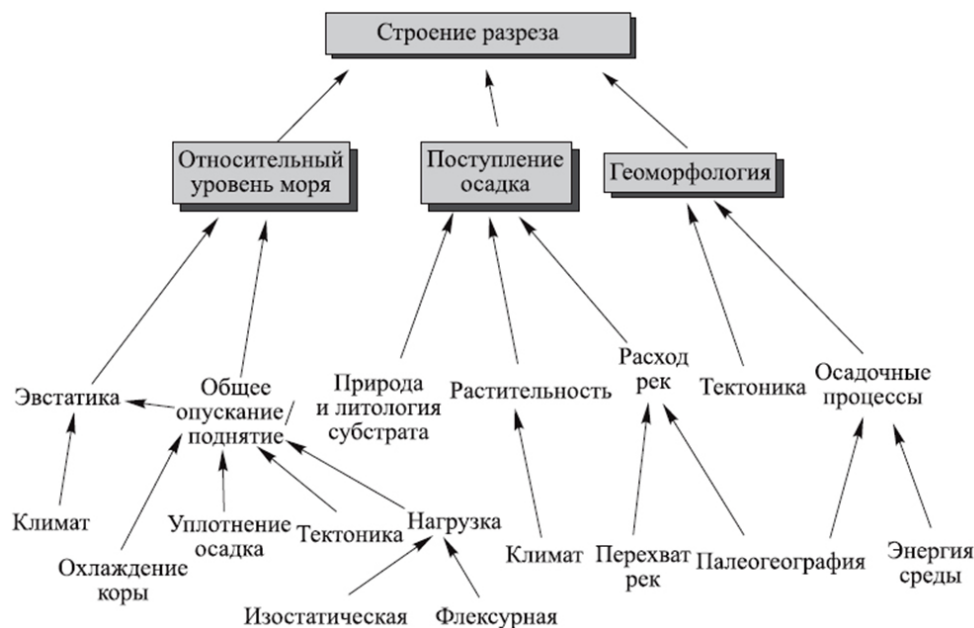 Строение разреза
Относительный
уровень моря
Поступление
осадка
Геоморфология
Эвстатика
Общее
опускание /
поднятие
Природа
и литология
субстрата
Растительность
Расход
рек
Тектоника
Осадочные
процессы
Климат
Охлаждение
коры
Уплотнение
осадка
Тектоника
Нагрузка
Изостатическая
Флексурная
Климат
Перехват
рек
Палеогеография
Энергия
среды